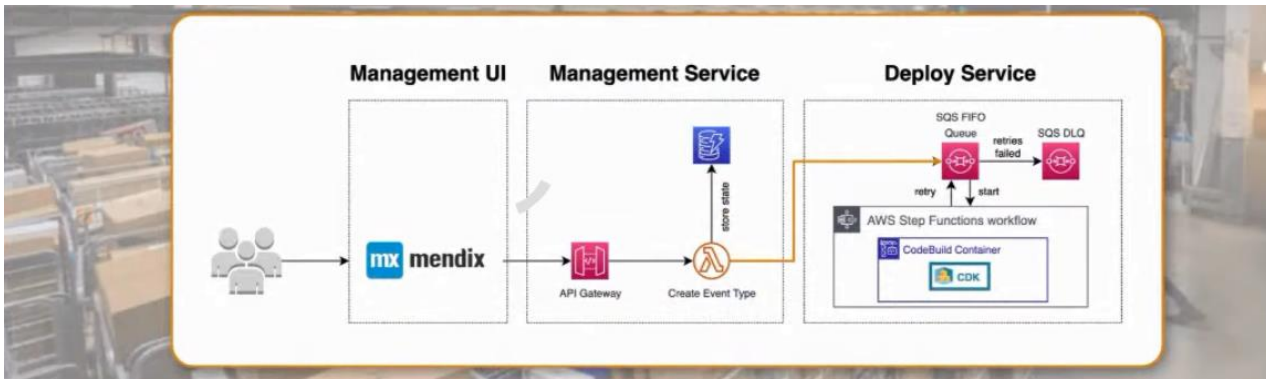 Management UI
Management Service
Deploy Service
mx mendix
API Gateway
store state
Create Event Type
SQS FIFO
Queue
retries
failed
SQS DLQ
retry
start
AWS Step Functions workflow
CodeBuild Container
CDK